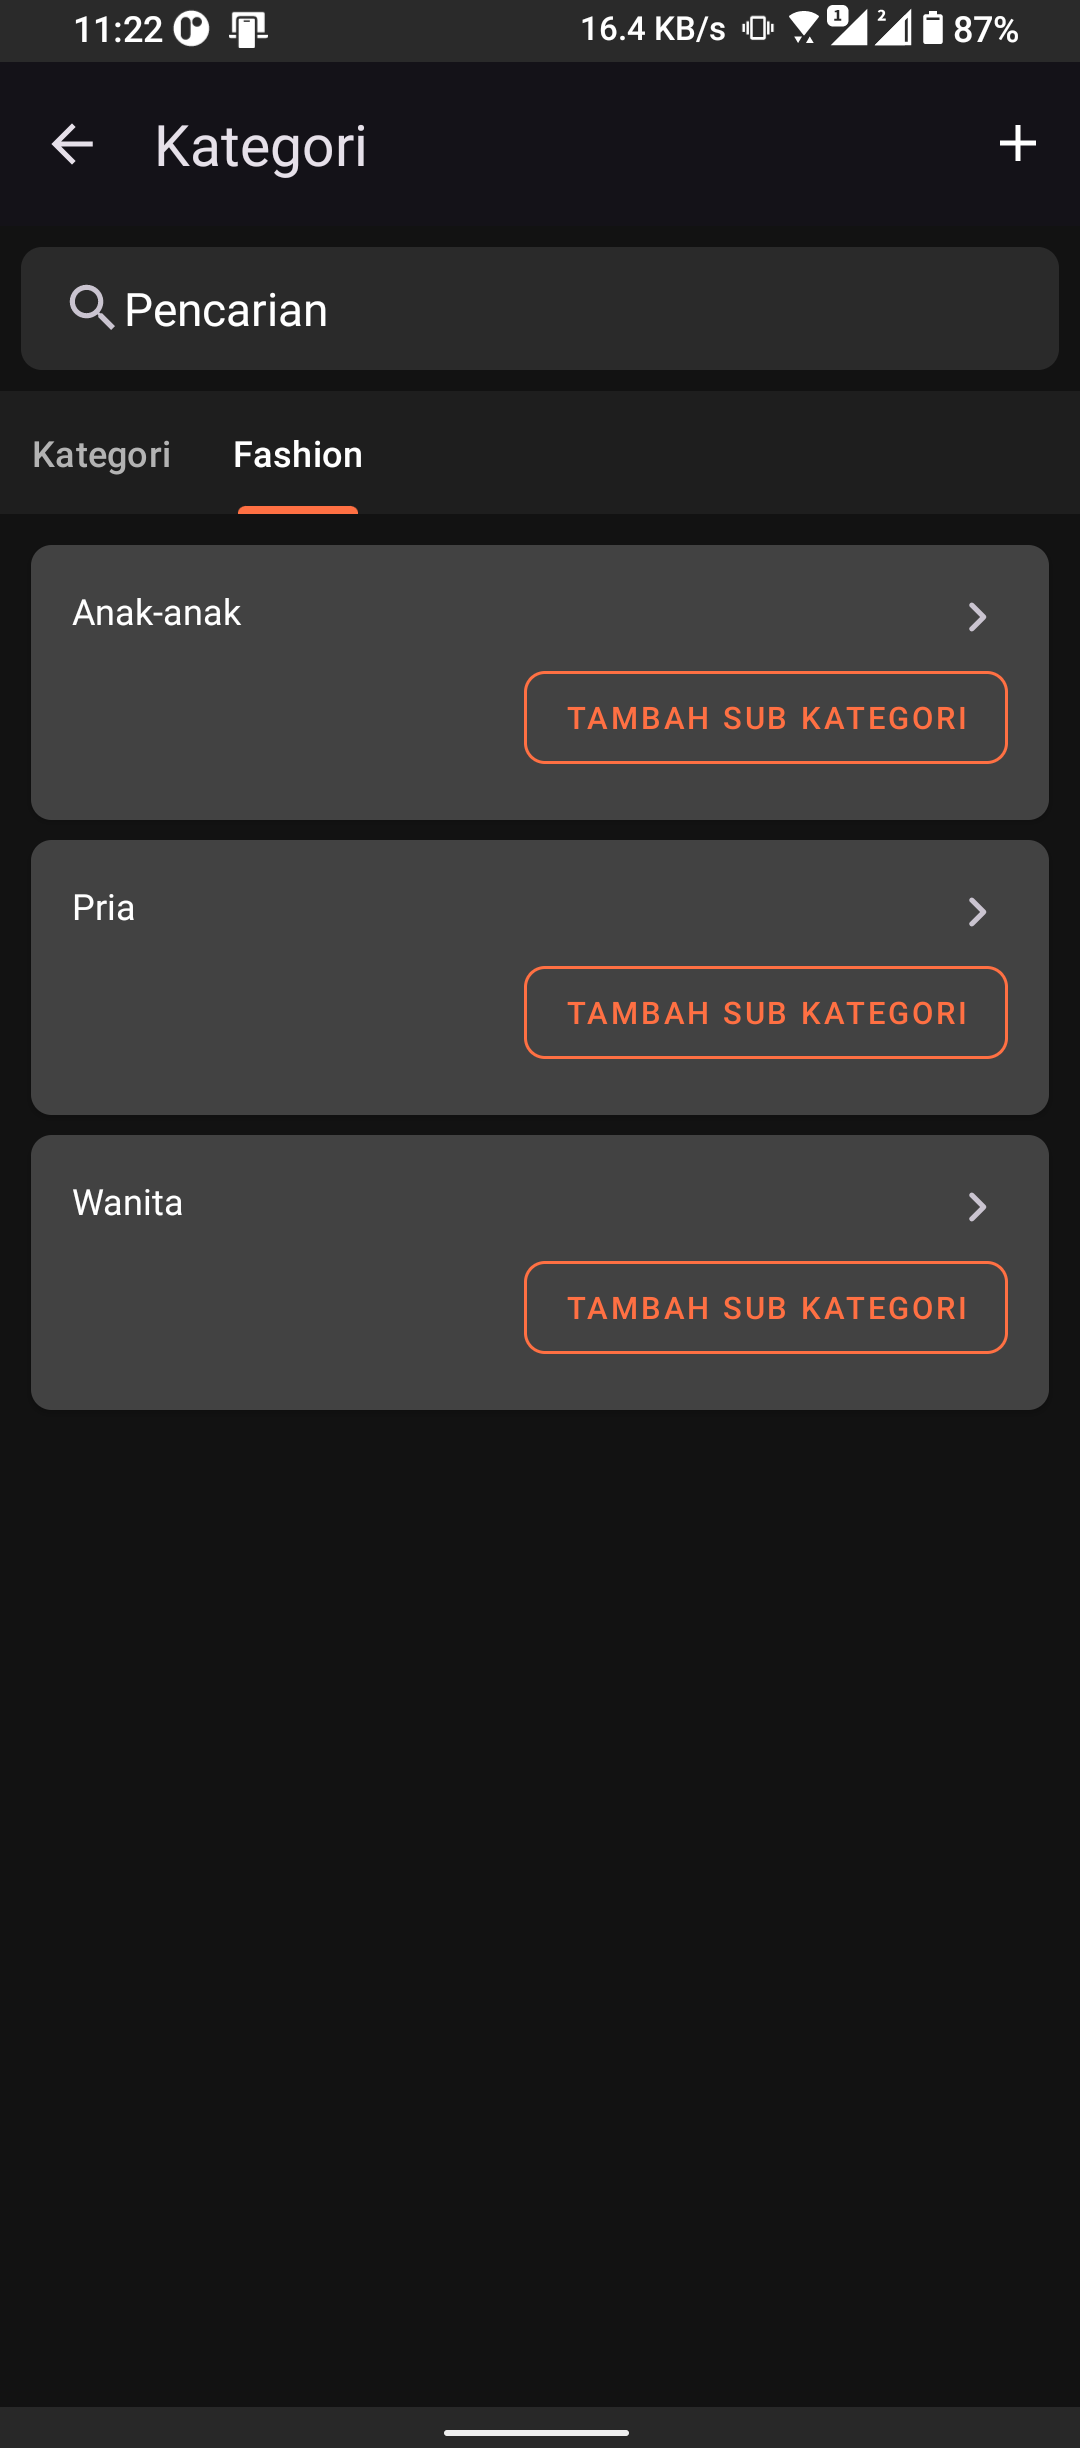 11:22 16.4 KB/s 1 2 87%
Kategori
Pencarian
Kategori Fashion
Anak-anak
TAMBAH SUB KATEGORI
Pria
TAMBAH SUB KATEGORI
Wanita
TAMBAH SUB KATEGORI